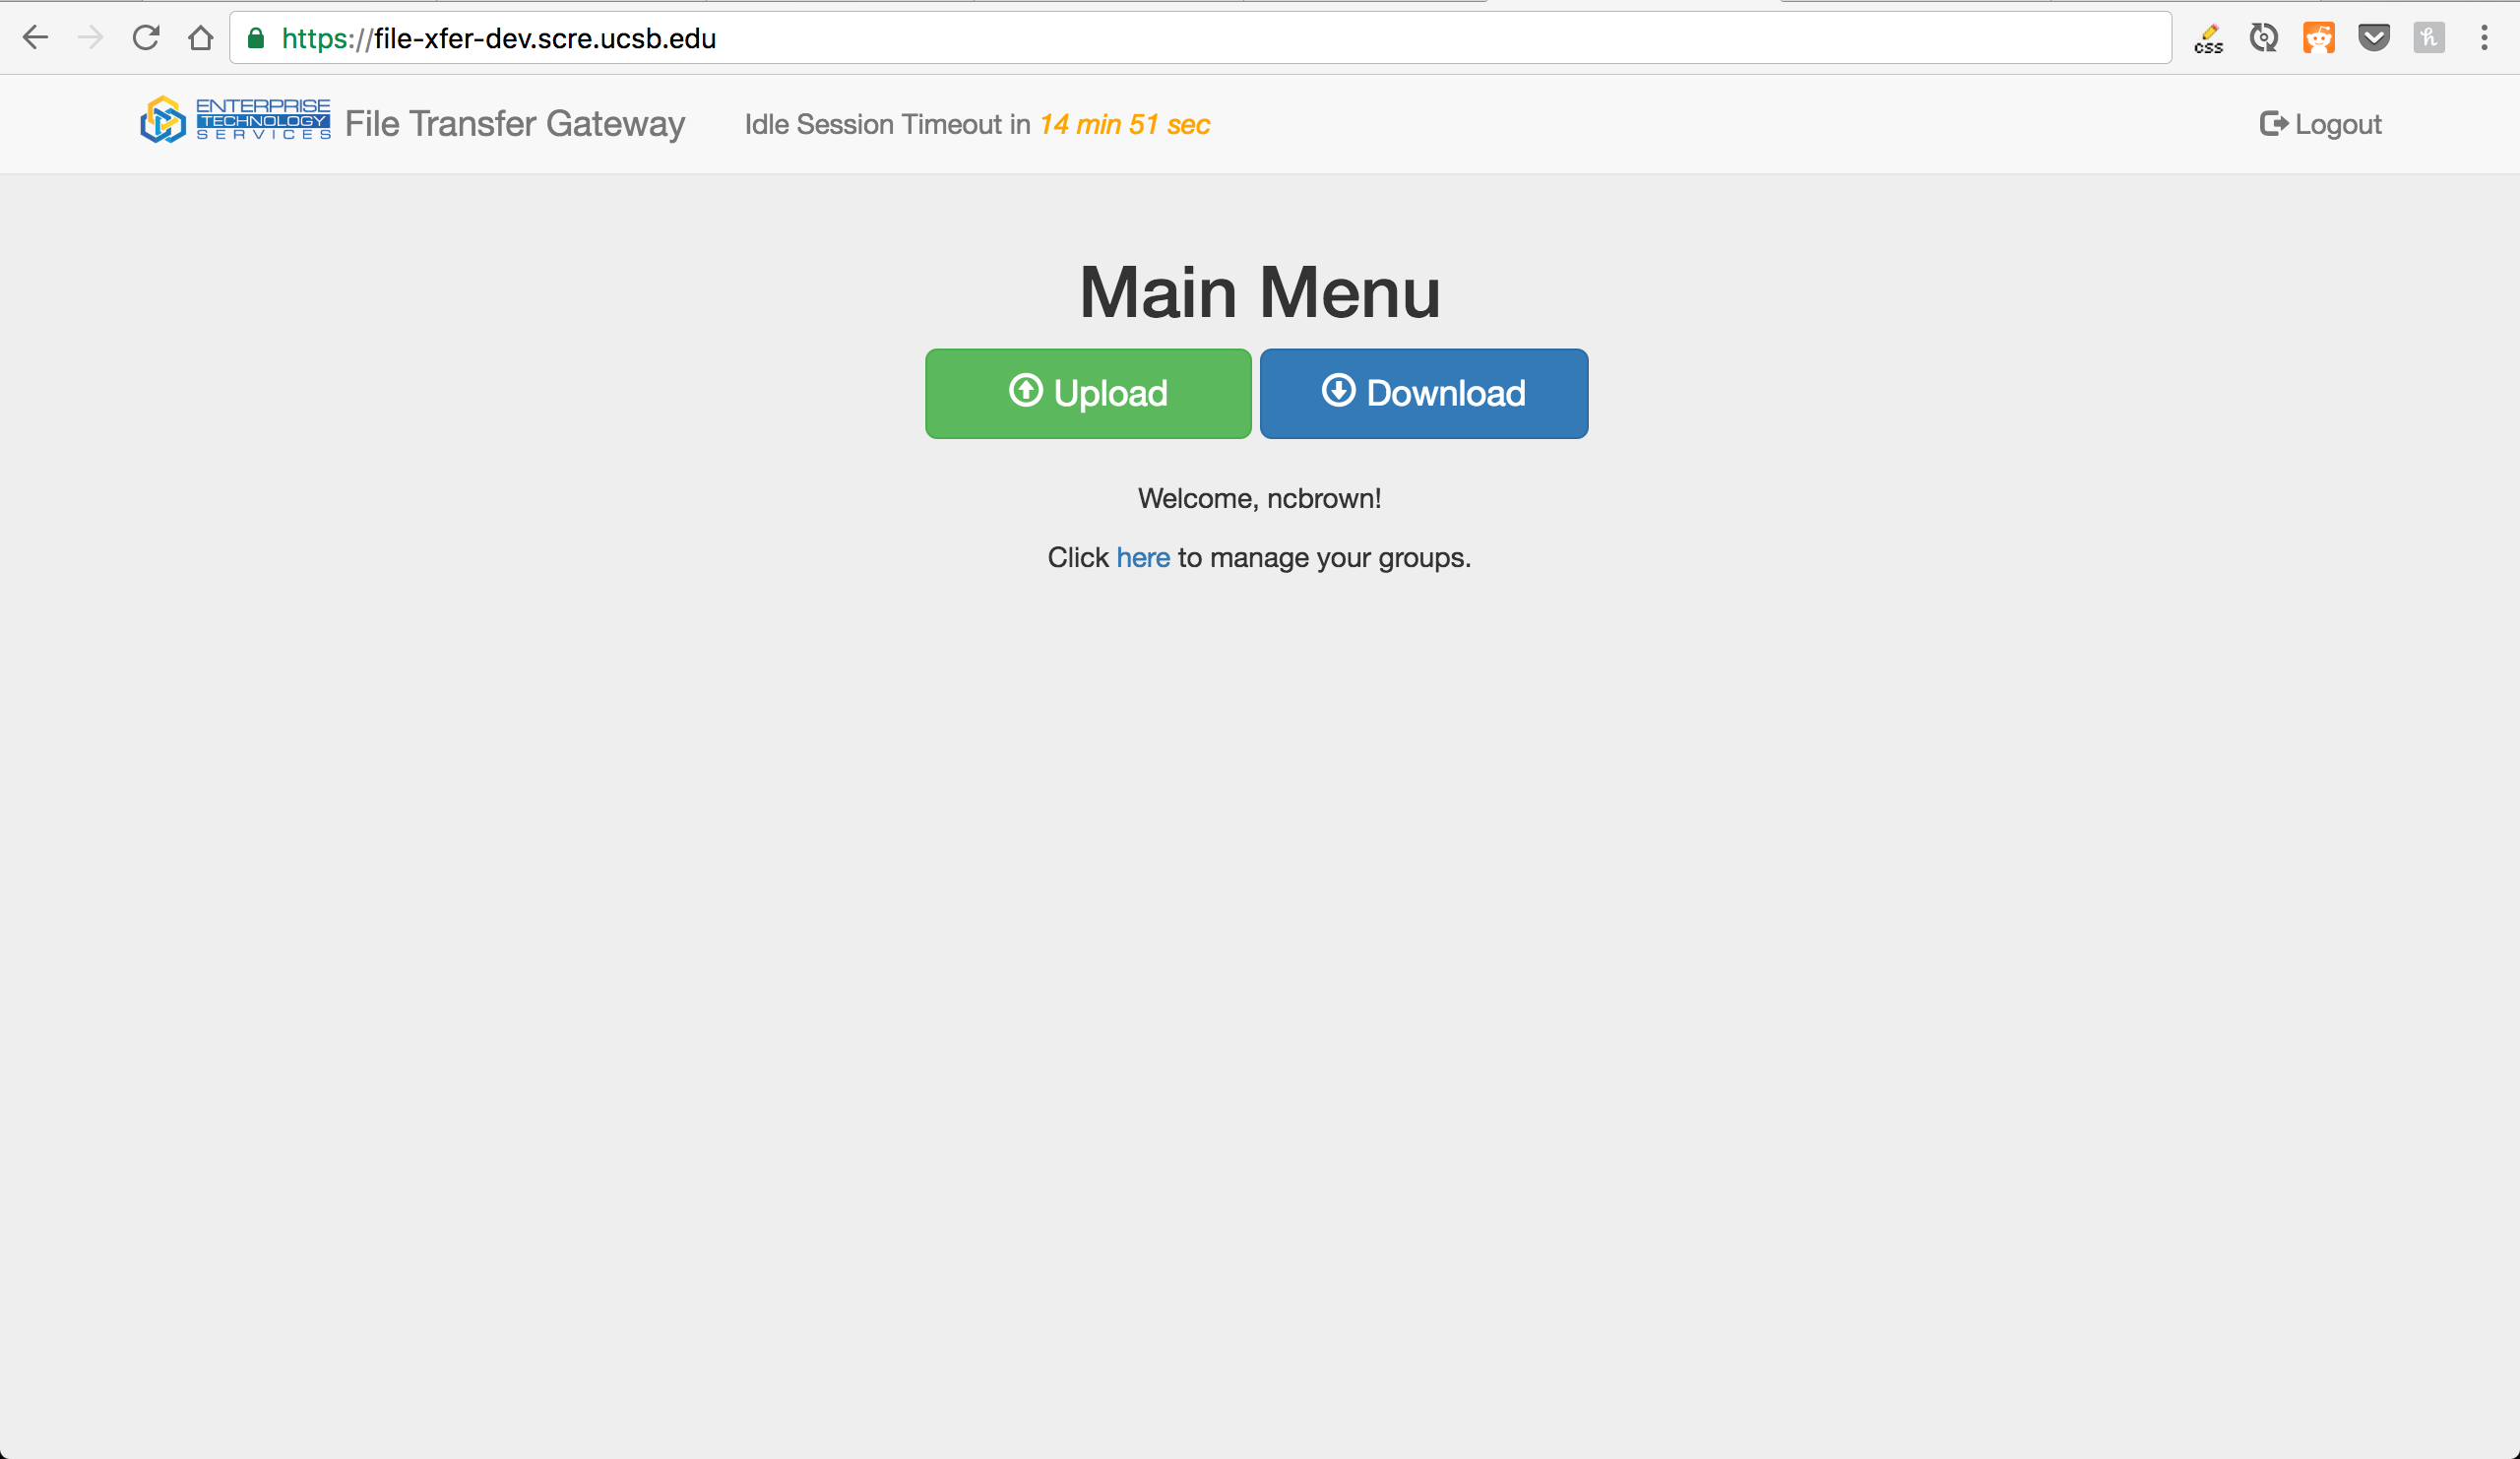 https://file-xfer-dev.scre.ucsb.edu
css
ENTERPRISE
TECHNOLOGY
SERVICES
File Transfer Gateway
Idle Session Timeout in 14 min 51 sec
Logout
Main Menu
Upload
Download
Welcome, ncbrown!
Click here to manage your groups.